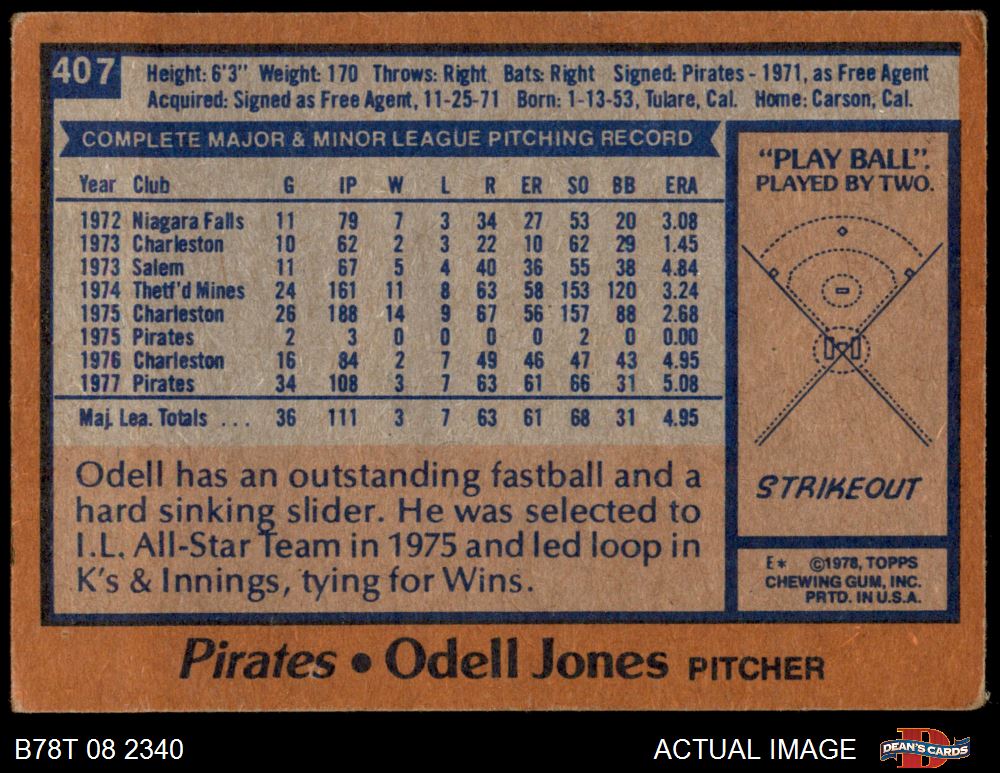 407
Height: 6'3" Weight: 170 Throws: Right Bats: Right Signed: Pirates - 1971, as Free Agent
Acquired: Signed as Free Agent, 11-25-71 Born: 1-13-53, Tulare, Cal. Home: Carson, Cal.
COMPLETE MAJOR & MINOR LEAGUE PITCHING RECORD
Year Club G IP W L R ER SO BB ERA
1972 Niagara Falls 11 79 7 3 34 27 53 20 3.08
1973 Charleston 10 62 2 3 22 10 62 29 1.45
1973 Salem 11 67 5 4 40 36 55 38 4.84
1974 Thetf'd Mines 24 161 11 8 63 58 153 120 3.24
1975 Charleston 26 188 14 9 67 56 157 88 2.68
1975 Pirates 2 3 0 0 0 0 2 0 0.00
1976 Charleston 16 84 2 7 49 46 47 43 4.95
1977 Pirates 34 108 3 7 63 61 66 31 5.08
Maj. Lea. Totals ... 36 111 3 7 63 61 68 31 4.95
Odell has an outstanding fastball and a
hard sinking slider. He was selected to
I.L. All-Star Team in 1975 and led loop in
K's & Innings, tying for Wins.
"PLAY BALL".
PLAYED BY TWO.
STRIKEOUT
E* ©1978, TOPPS
CHEWING GUM, INC.
PRTD. IN U.S.A.
Pirates • Odell Jones PITCHER
B78T 08 2340 ACTUAL IMAGE
DEAN'S CARDS